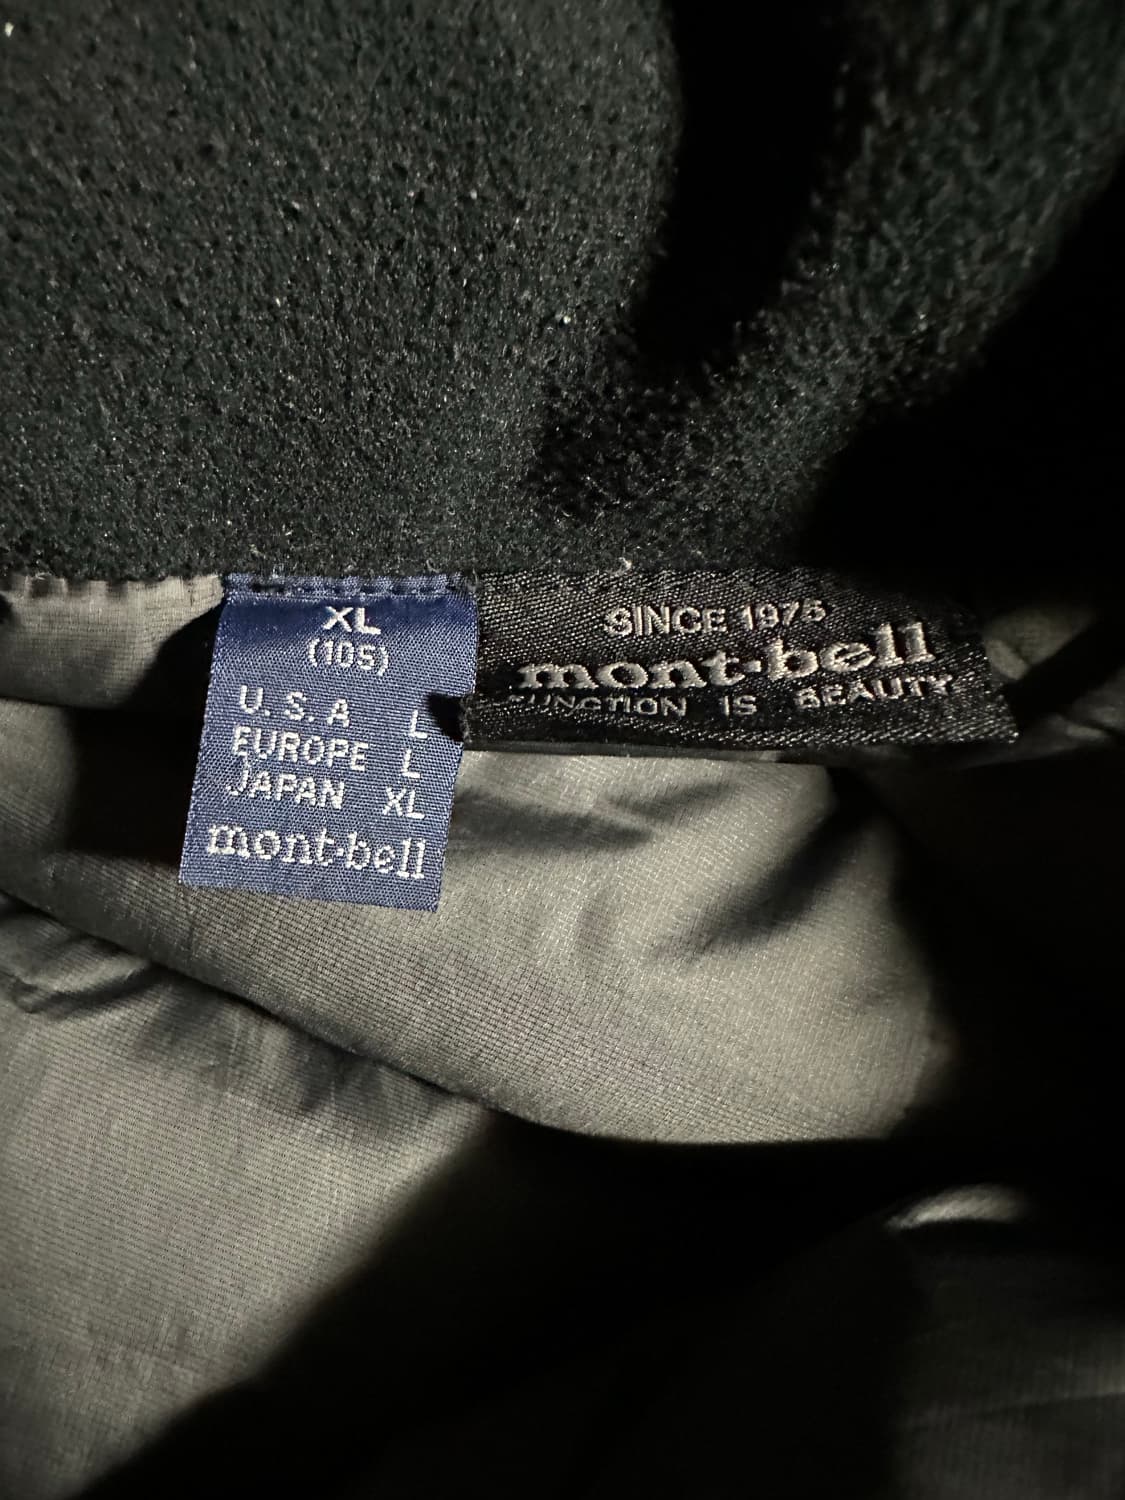 XL
(105)
U.S.A L
EUROPE L
JAPAN XL
mont-bell
SINCE 1975
mont-bell
FUNCTION IS BEAUTY